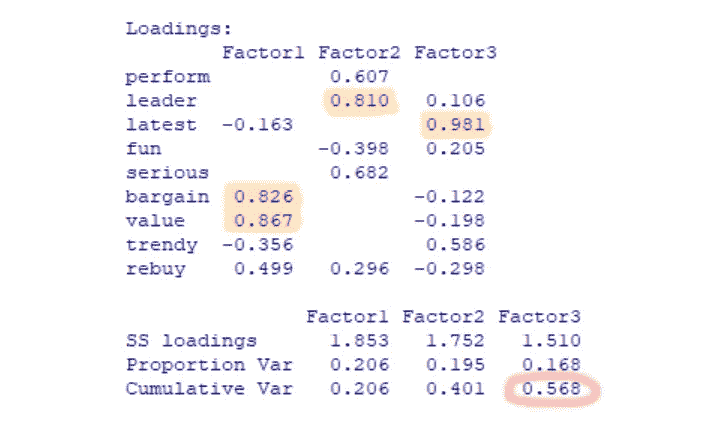 Loadings:
Factor1 Factor2 Factor3
perform 0.607
leader 0.810 0.106
latest -0.163 0.981
fun -0.398 0.205
serious 0.682
bargain 0.826 -0.122
value 0.867 -0.198
trendy -0.356 0.586
rebuy 0.499 0.296 -0.298
Factor1 Factor2 Factor3
SS loadings 1.853 1.752 1.510
Proportion Var 0.206 0.195 0.168
Cumulative Var 0.206 0.401 0.568